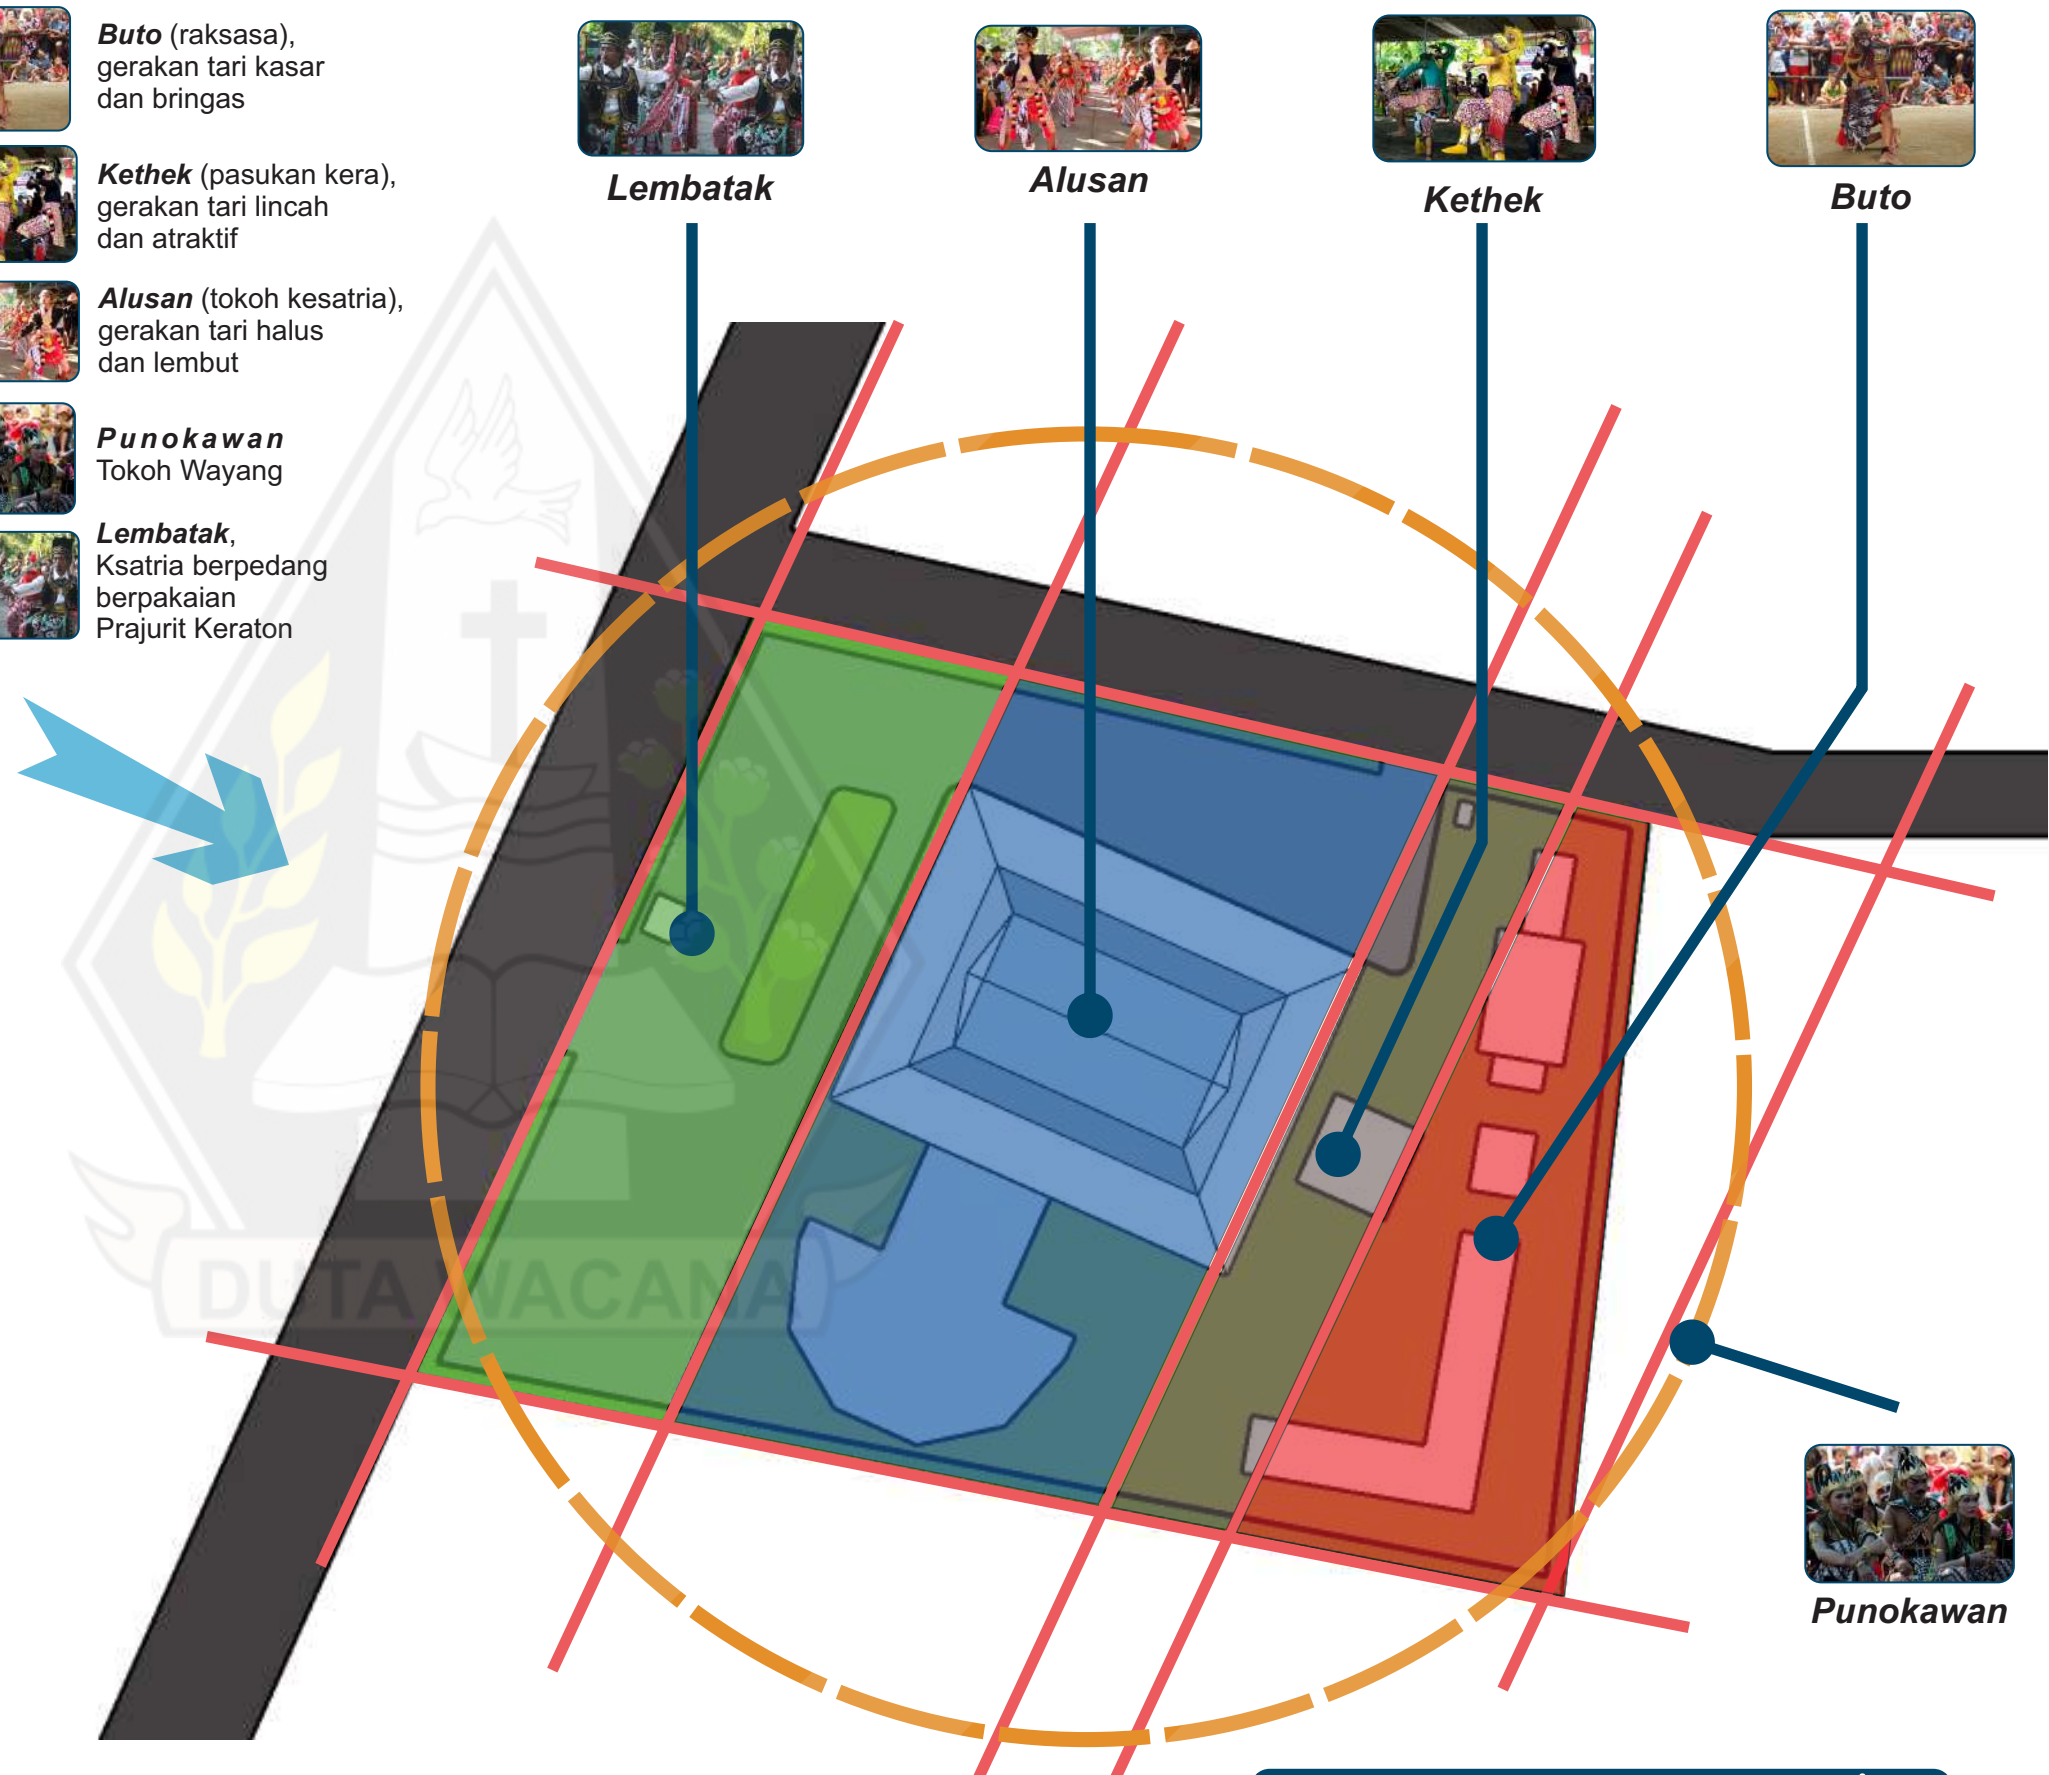 Buto (raksasa),
gerakan tari kasar
dan bringas
Kethek (pasukan kera),
gerakan tari lincah
dan atraktif
Alusan (tokoh kesatria),
gerakan tari halus
dan lembut
Punokawan
Tokoh Wayang
Lembatak,
Ksatria berpedang
berpakaian
Prajurit Keraton
Lembatak
Alusan
Kethek
Buto
Punokawan
DUTA WACANA